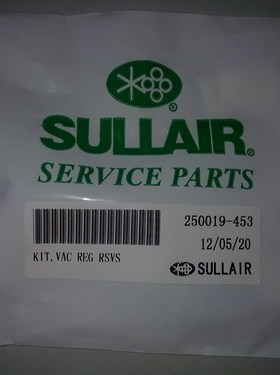 SULLAIR®
SERVICE PARTS
250019-453
12/05/20
KIT, VAC REG RSVS
SULLAIR